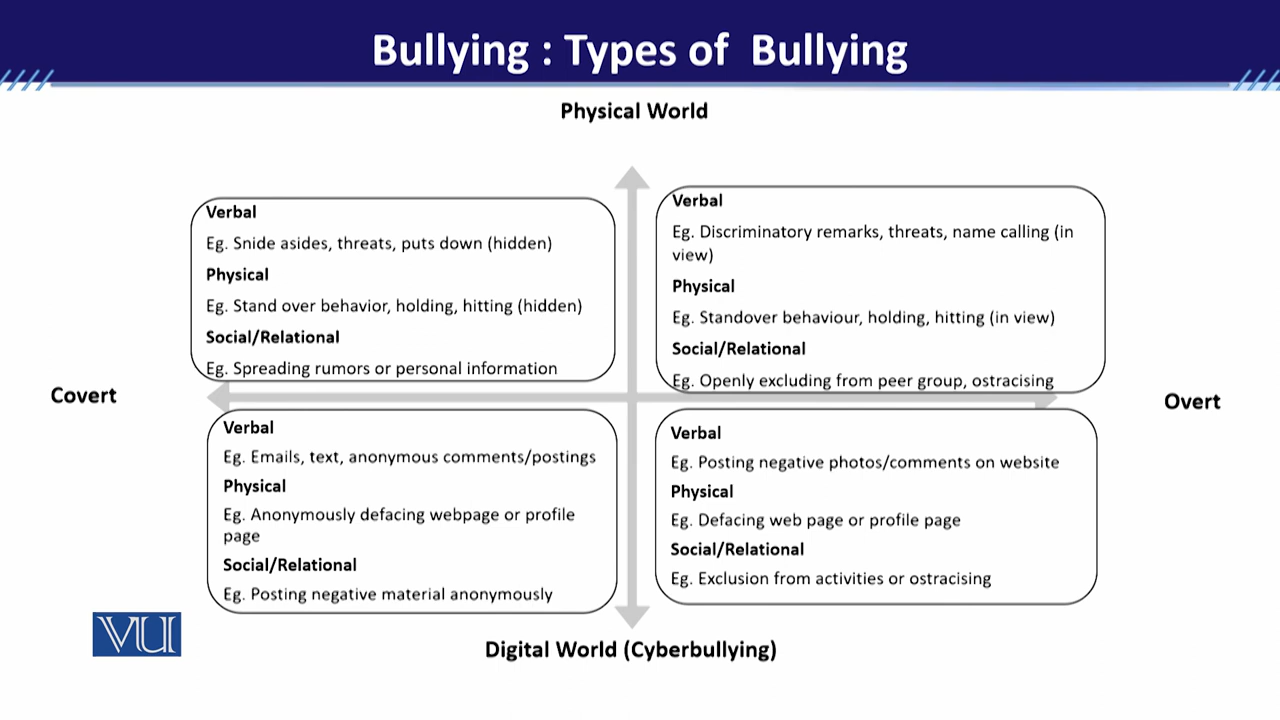 Bullying : Types of Bullying
Physical World
Verbal
Eg. Snide asides, threats, puts down (hidden)
Physical
Eg. Stand over behavior, holding, hitting (hidden)
Social/Relational
Eg. Spreading rumors or personal information
Verbal
Eg. Discriminatory remarks, threats, name calling (in
view)
Physical
Eg. Standover behaviour, holding, hitting (in view)
Social/Relational
Eg. Openly excluding from peer group, ostracising
Covert
Overt
Verbal
Eg. Emails, text, anonymous comments/postings
Physical
Eg. Anonymously defacing webpage or profile
page
Social/Relational
Eg. Posting negative material anonymously
Verbal
Eg. Posting negative photos/comments on website
Physical
Eg. Defacing web page or profile page
Social/Relational
Eg. Exclusion from activities or ostracising
VU
Digital World (Cyberbullying)